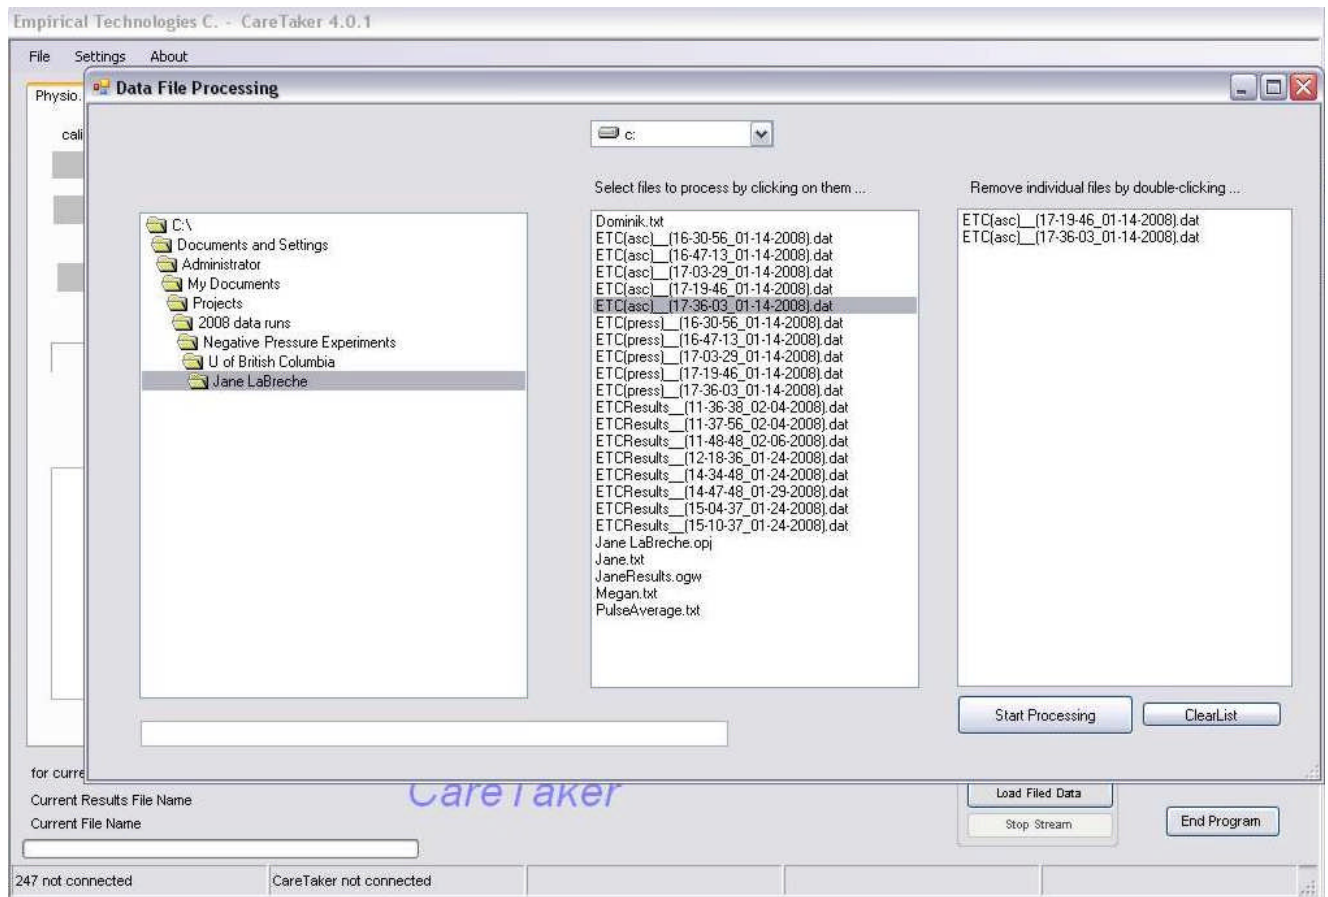 Empirical Technologies C. - CareTaker 4.0.1
File Settings About
Physio.
Data File Processing
cali
c:
Select files to process by clicking on them ...
Remove individual files by double-clicking ...
C:\
Documents and Settings
Administrator
My Documents
Projects
2008 data runs
Negative Pressure Experiments
U of British Columbia
Jane LaBreche
Dominik.txt
ETC(asc)__(16-30-56_01-14-2008).dat
ETC(asc)__(16-47-13_01-14-2008).dat
ETC(asc)__(17-03-29_01-14-2008).dat
ETC(asc)__(17-19-46_01-14-2008).dat
ETC(asc)__(17-36-03_01-14-2008).dat
ETC(press)__(16-30-56_01-14-2008).dat
ETC(press)__(16-47-13_01-14-2008).dat
ETC(press)__(17-03-29_01-14-2008).dat
ETC(press)__(17-19-46_01-14-2008).dat
ETC(press)__(17-36-03_01-14-2008).dat
ETCResults__(11-36-38_02-04-2008).dat
ETCResults__(11-37-56_02-04-2008).dat
ETCResults__(11-48-48_02-06-2008).dat
ETCResults__(12-18-36_01-24-2008).dat
ETCResults__(14-34-48_01-24-2008).dat
ETCResults__(14-47-48_01-29-2008).dat
ETCResults__(15-04-37_01-24-2008).dat
ETCResults__(15-10-37_01-24-2008).dat
Jane LaBreche.opj
Jane.txt
JaneResults.ogw
Megan.txt
PulseAverage.txt
ETC(asc)__(17-19-46_01-14-2008).dat
ETC(asc)__(17-36-03_01-14-2008).dat
Start Processing
ClearList
for curre
CareTaker
Current Results File Name
Current File Name
Load Filed Data
Stop Stream
End Program
247 not connected
CareTaker not connected